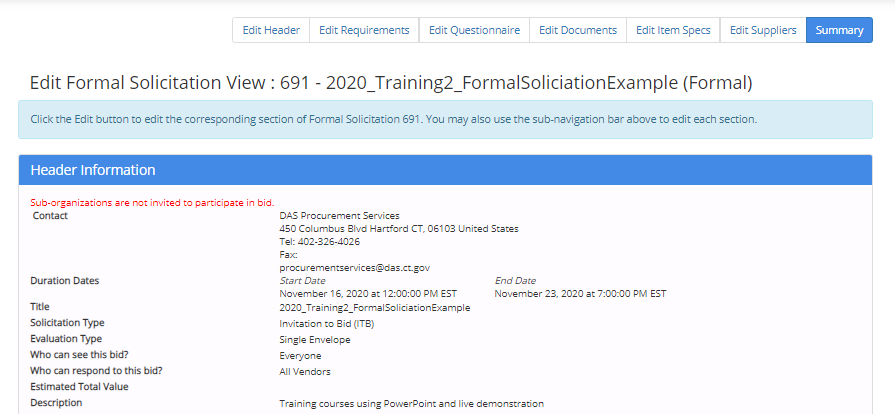 Edit Header Edit Requirements Edit Questionnaire Edit Documents Edit Item Specs Edit Suppliers Summary
Edit Formal Solicitation View : 691 - 2020_Training2_FormalSoliciationExample (Formal)
Click the Edit button to edit the corresponding section of Formal Solicitation 691. You may also use the sub-navigation bar above to edit each section.
Header Information
Sub-organizations are not invited to participate in bid.
Contact DAS Procurement Services
450 Columbus Blvd Hartford CT, 06103 United States
Tel: 402-326-4026
Fax:
procurementservices@das.ct.gov
Duration Dates Start Date End Date
November 16, 2020 at 12:00:00 PM EST November 23, 2020 at 7:00:00 PM EST
Title 2020_Training2_FormalSoliciationExample
Solicitation Type Invitation to Bid (ITB)
Evaluation Type Single Envelope
Who can see this bid? Everyone
Who can respond to this bid? All Vendors
Estimated Total Value
Description Training courses using PowerPoint and live demonstration